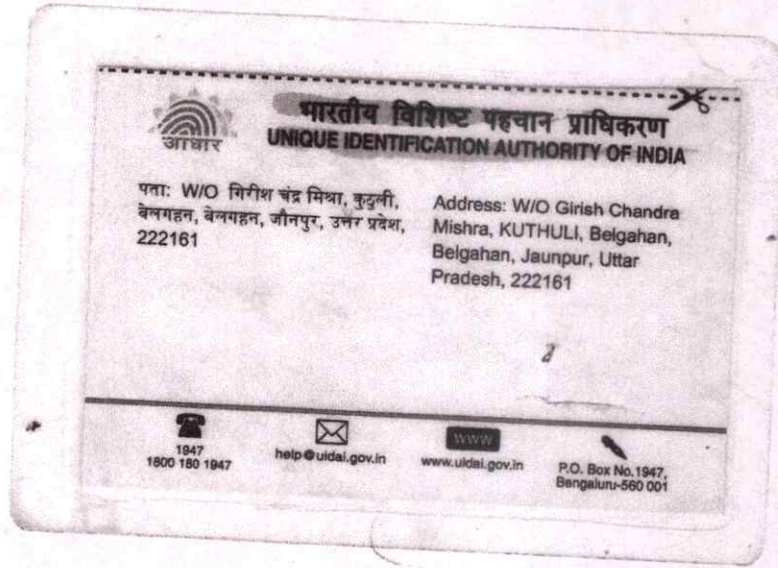 भारतीय विशिष्ट पहचान प्राधिकरण
UNIQUE IDENTIFICATION AUTHORITY OF INDIA
आधार
पता: W/O गिरीश चंद्र मिश्रा, कुठुली,
बेलगहन, बेलगहन, जौनपुर, उत्तर प्रदेश,
222161
Address: W/O Girish Chandra
Mishra, KUTHULI, Belgahan,
Belgahan, Jaunpur, Uttar
Pradesh, 222161
1947
1800 180 1947
help@uidai.gov.in
www
www.uidai.gov.in
P.O. Box No.1947,
Bengaluru-560 001